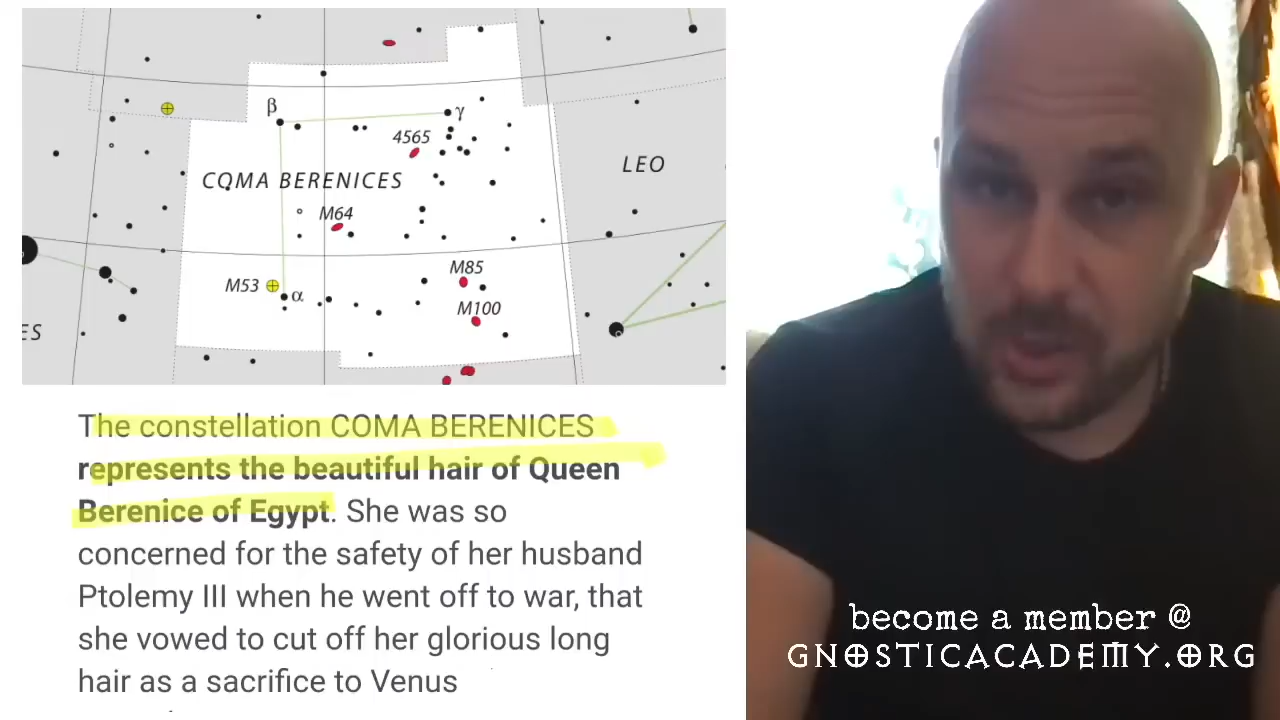 β
γ
4565
LEO
COMA BERENICES
M64
M85
M53
α
M100
ES
The constellation COMA BERENICES
represents the beautiful hair of Queen
Berenice of Egypt. She was so
concerned for the safety of her husband
Ptolemy III when he went off to war, that
she vowed to cut off her glorious long
hair as a sacrifice to Venus
become a member @
GNOSTICACADEMY.ORG